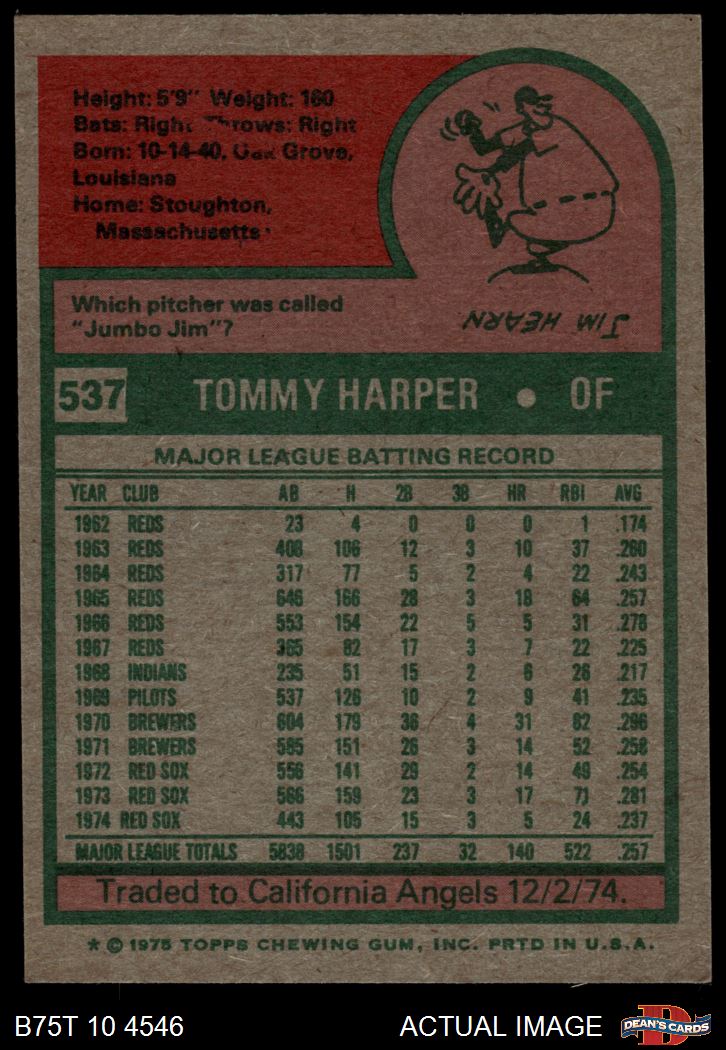 Height: 5'9" Weight: 160
Bats: Right Throws: Right
Born: 10-14-40, Oak Grove,
Louisiana
Home: Stoughton,
Massachusetts
Which pitcher was called
"Jumbo Jim"?
JIM HEARN
537 TOMMY HARPER • OF
MAJOR LEAGUE BATTING RECORD
YEAR CLUB AB H 2B 3B HR RBI AVG
1962 REDS 23 4 0 0 0 1 .174
1963 REDS 408 106 12 3 10 37 .260
1964 REDS 317 77 5 2 4 22 .243
1965 REDS 646 166 28 3 18 64 .257
1966 REDS 553 154 22 5 5 31 .278
1967 REDS 365 82 17 3 7 22 .225
1968 INDIANS 235 51 15 2 6 26 .217
1969 PILOTS 537 126 10 2 9 41 .235
1970 BREWERS 604 179 36 4 31 82 .296
1971 BREWERS 585 151 26 3 14 52 .258
1972 RED SOX 556 141 29 2 14 49 .254
1973 RED SOX 566 159 23 3 17 71 .281
1974 RED SOX 443 105 15 3 5 24 .237
MAJOR LEAGUE TOTALS 5838 1501 237 32 140 522 .257
Traded to California Angels 12/2/74.
* © 1975 TOPPS CHEWING GUM, INC. PRTD IN U.S.A.
B75T 10 4546 ACTUAL IMAGE
D
DEAN'S CARDS